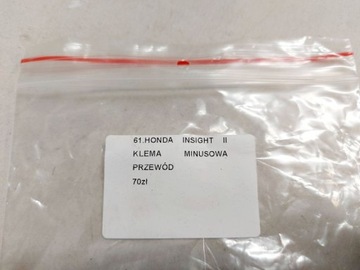 61.HONDA INSIGHT II
KLEMA MINUSOWA
PRZEWÓD
70zł